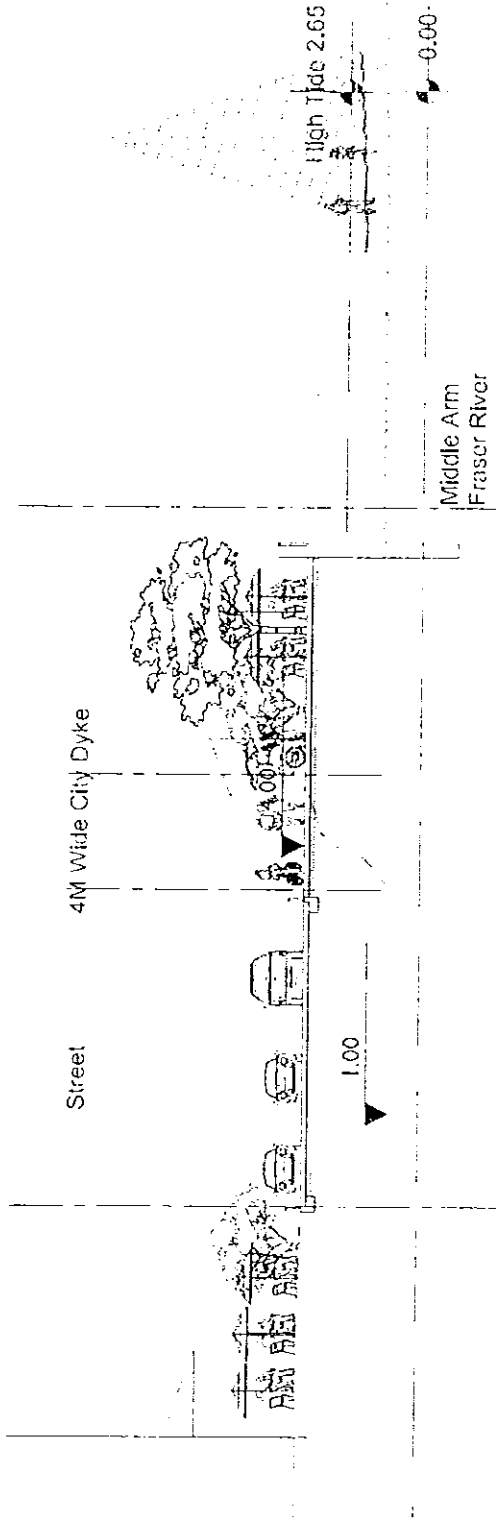 Street
4M Wide City Dyke
4.00
1.00
High Tide 2.65
0.00
Middle Arm
Fraser River